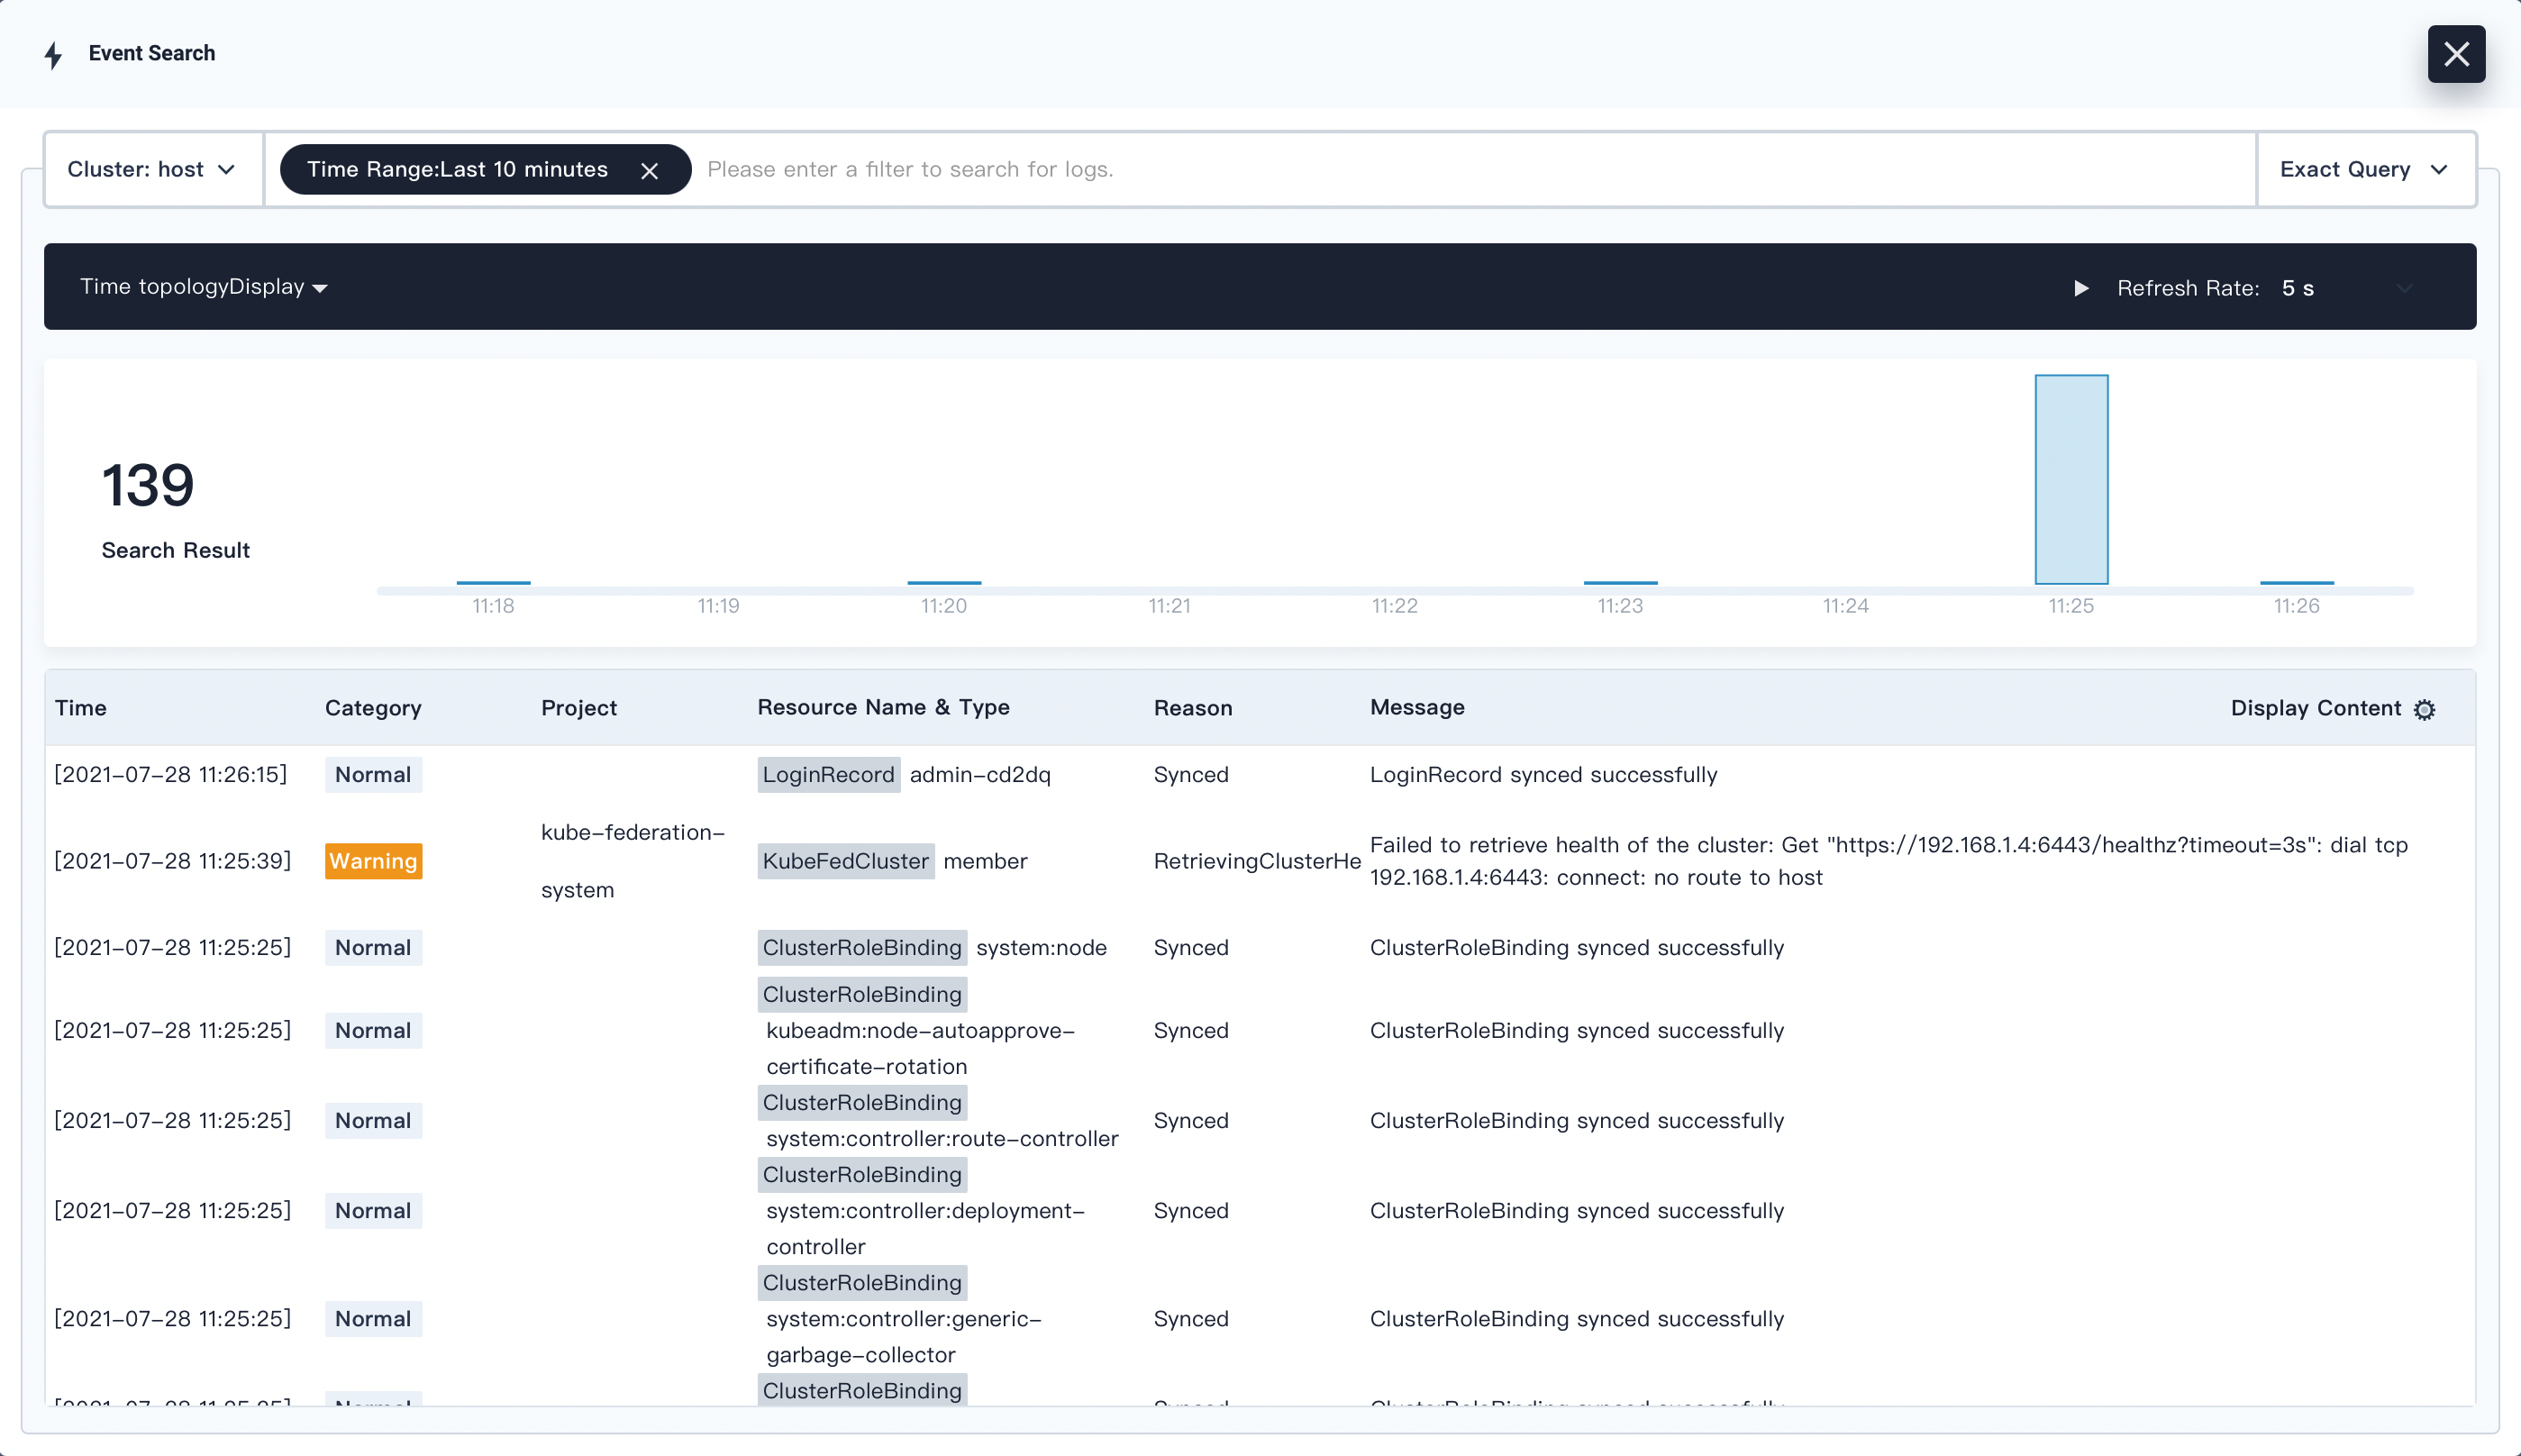 Event Search
Cluster: host
Time Range:Last 10 minutes
Please enter a filter to search for logs.
Exact Query
Time topologyDisplay
Refresh Rate: 5 s
139
Search Result
11:18 11:19 11:20 11:21 11:22 11:23 11:24 11:25 11:26
Time Category Project Resource Name & Type Reason Message Display Content
[2021-07-28 11:26:15] Normal LoginRecord admin-cd2dq Synced LoginRecord synced successfully
[2021-07-28 11:25:39] Warning kube-federation-
system
KubeFedCluster member RetrievingClusterHe
Failed to retrieve health of the cluster: Get "https://192.168.1.4:6443/healthz?timeout=3s": dial tcp
192.168.1.4:6443: connect: no route to host
[2021-07-28 11:25:25] Normal ClusterRoleBinding system:node Synced ClusterRoleBinding synced successfully
[2021-07-28 11:25:25] Normal ClusterRoleBinding
kubeadm:node-autoapprove-
certificate-rotation
Synced ClusterRoleBinding synced successfully
[2021-07-28 11:25:25] Normal ClusterRoleBinding
system:controller:route-controller
Synced ClusterRoleBinding synced successfully
[2021-07-28 11:25:25] Normal ClusterRoleBinding
system:controller:deployment-
controller
Synced ClusterRoleBinding synced successfully
[2021-07-28 11:25:25] Normal ClusterRoleBinding
system:controller:generic-
garbage-collector
Synced ClusterRoleBinding synced successfully
ClusterRoleBinding